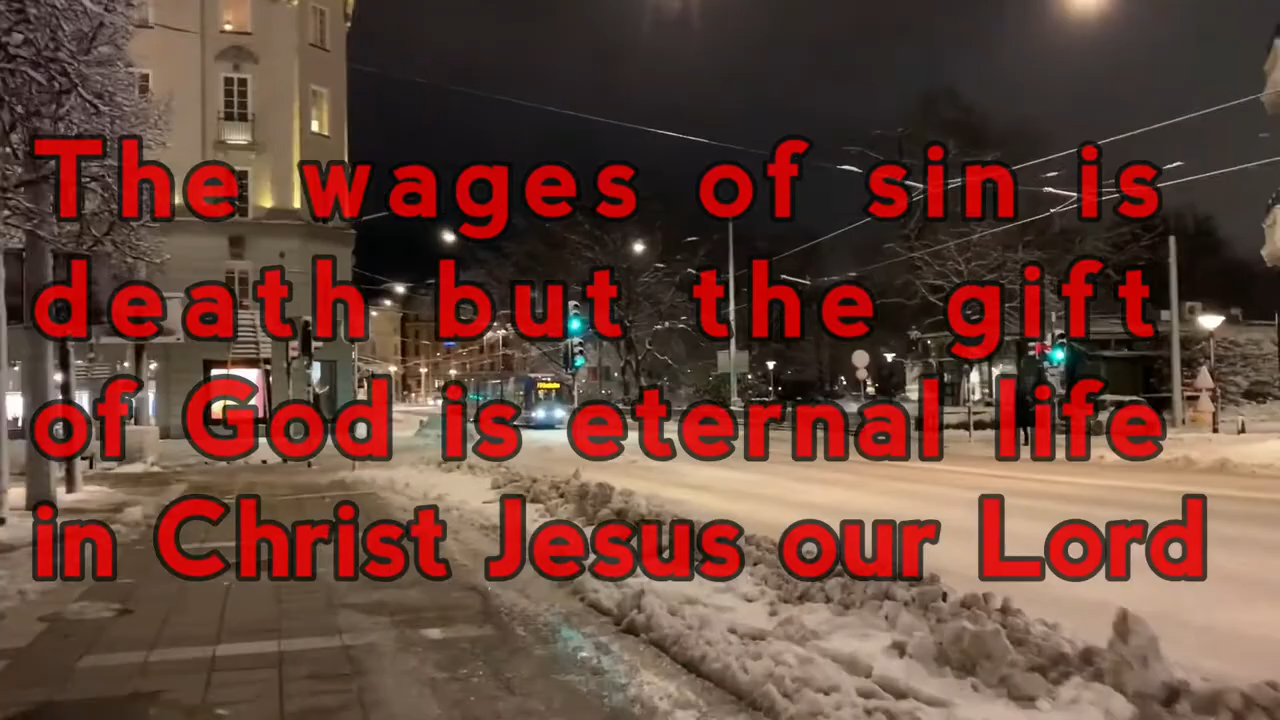 The wages of sin is
death but the gift
of God is eternal life
in Christ Jesus our Lord